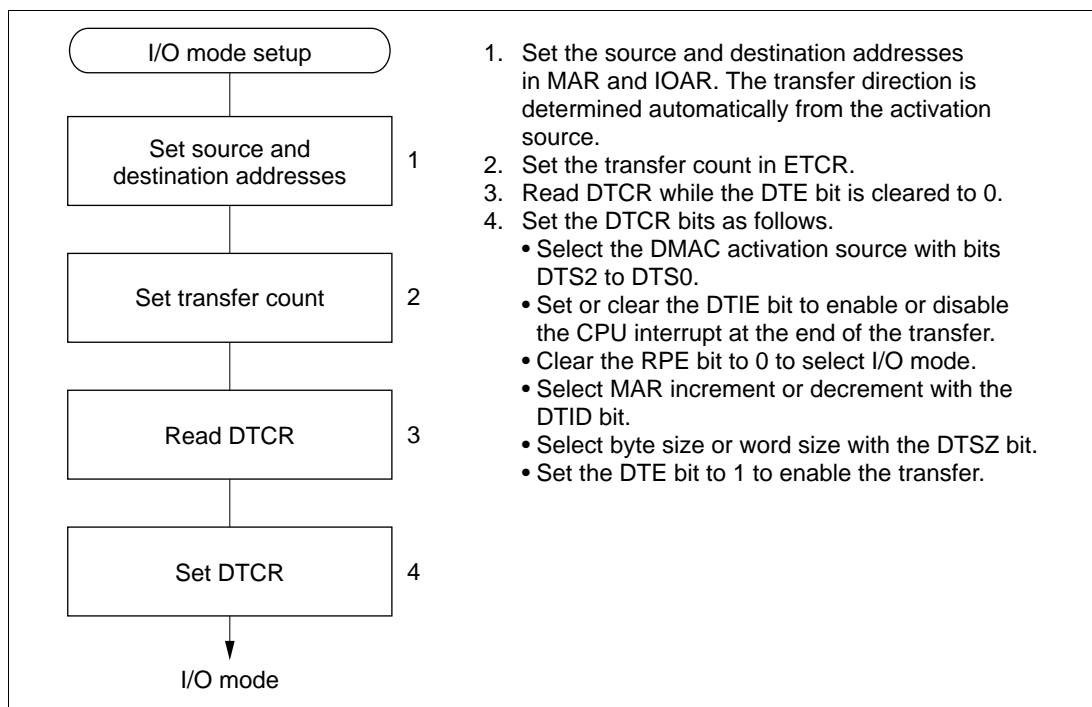 I/O mode setup
Set source and
destination addresses
1
Set transfer count
2
Read DTCR
3
Set DTCR
4
I/O mode
1. Set the source and destination addresses
in MAR and IOAR. The transfer direction is
determined automatically from the activation
source.
2. Set the transfer count in ETCR.
3. Read DTCR while the DTE bit is cleared to 0.
4. Set the DTCR bits as follows.
• Select the DMAC activation source with bits
DTS2 to DTS0.
• Set or clear the DTIE bit to enable or disable
the CPU interrupt at the end of the transfer.
• Clear the RPE bit to 0 to select I/O mode.
• Select MAR increment or decrement with the
DTID bit.
• Select byte size or word size with the DTSZ bit.
• Set the DTE bit to 1 to enable the transfer.